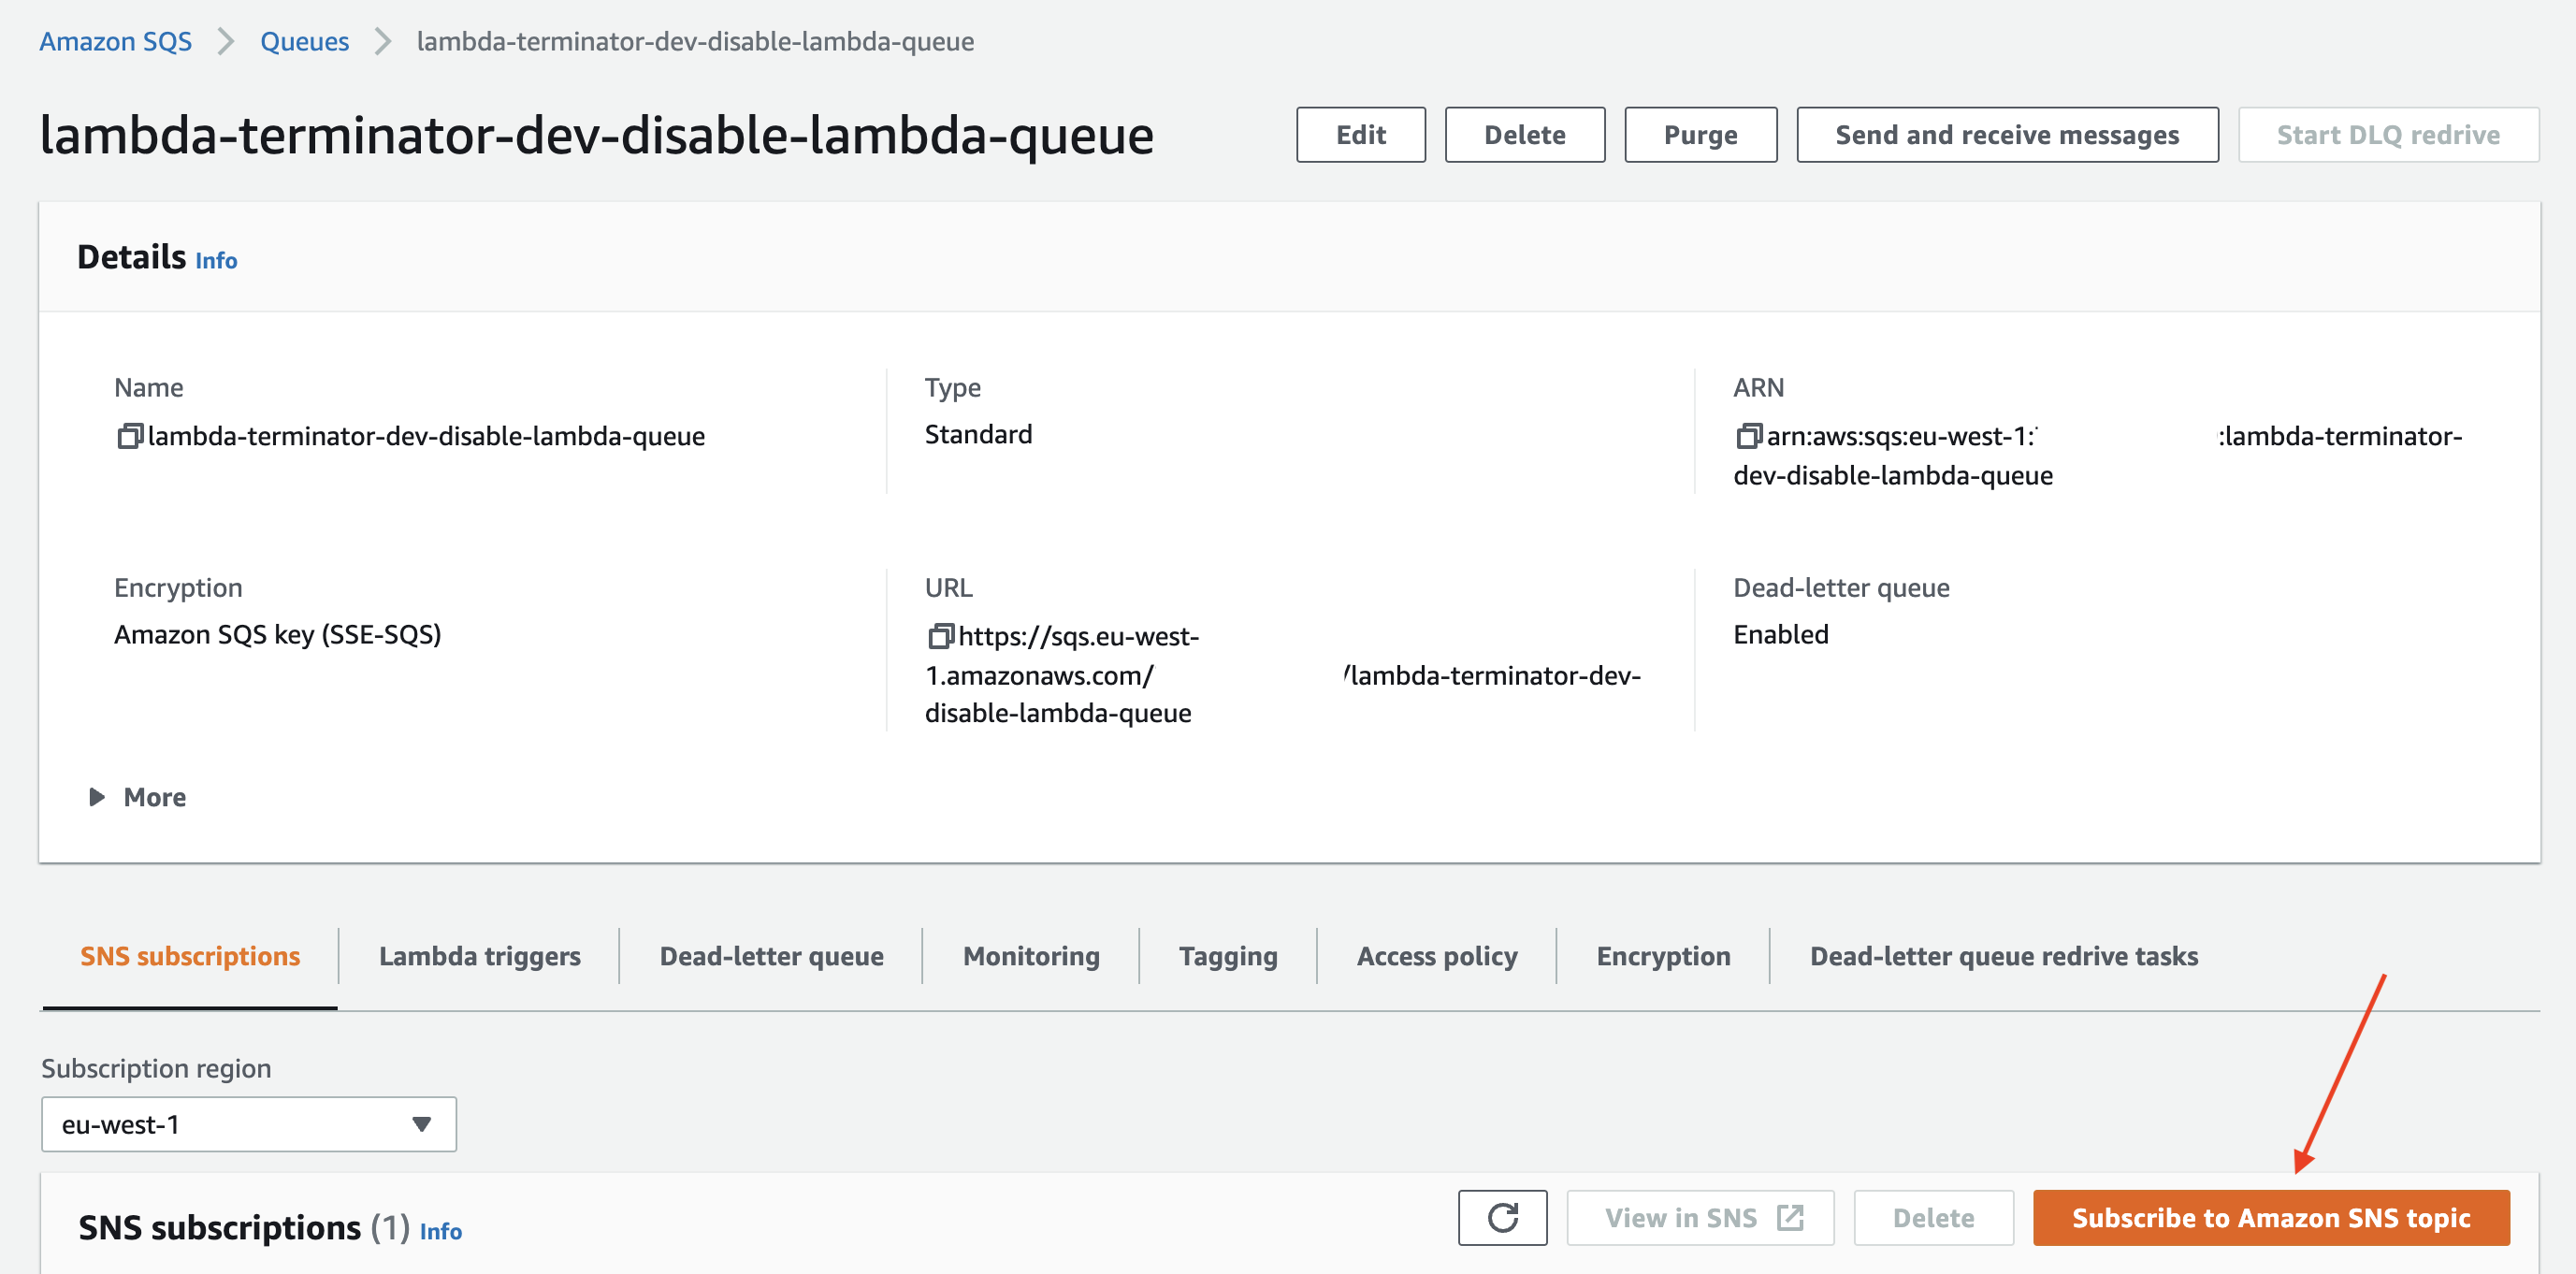 Amazon SQS > Queues > lambda-terminator-dev-disable-lambda-queue
lambda-terminator-dev-disable-lambda-queue
Edit
Delete
Purge
Send and receive messages
Start DLQ redrive
Details Info
Name
lambda-terminator-dev-disable-lambda-queue
Type
Standard
ARN
arn:aws:sqs:eu-west-1: :lambda-terminator-
dev-disable-lambda-queue
Encryption
Amazon SQS key (SSE-SQS)
URL
https://sqs.eu-west-
1.amazonaws.com/ /lambda-terminator-dev-
disable-lambda-queue
Dead-letter queue
Enabled
More
SNS subscriptions
Lambda triggers
Dead-letter queue
Monitoring
Tagging
Access policy
Encryption
Dead-letter queue redrive tasks
Subscription region
eu-west-1
SNS subscriptions (1) Info
View in SNS
Delete
Subscribe to Amazon SNS topic